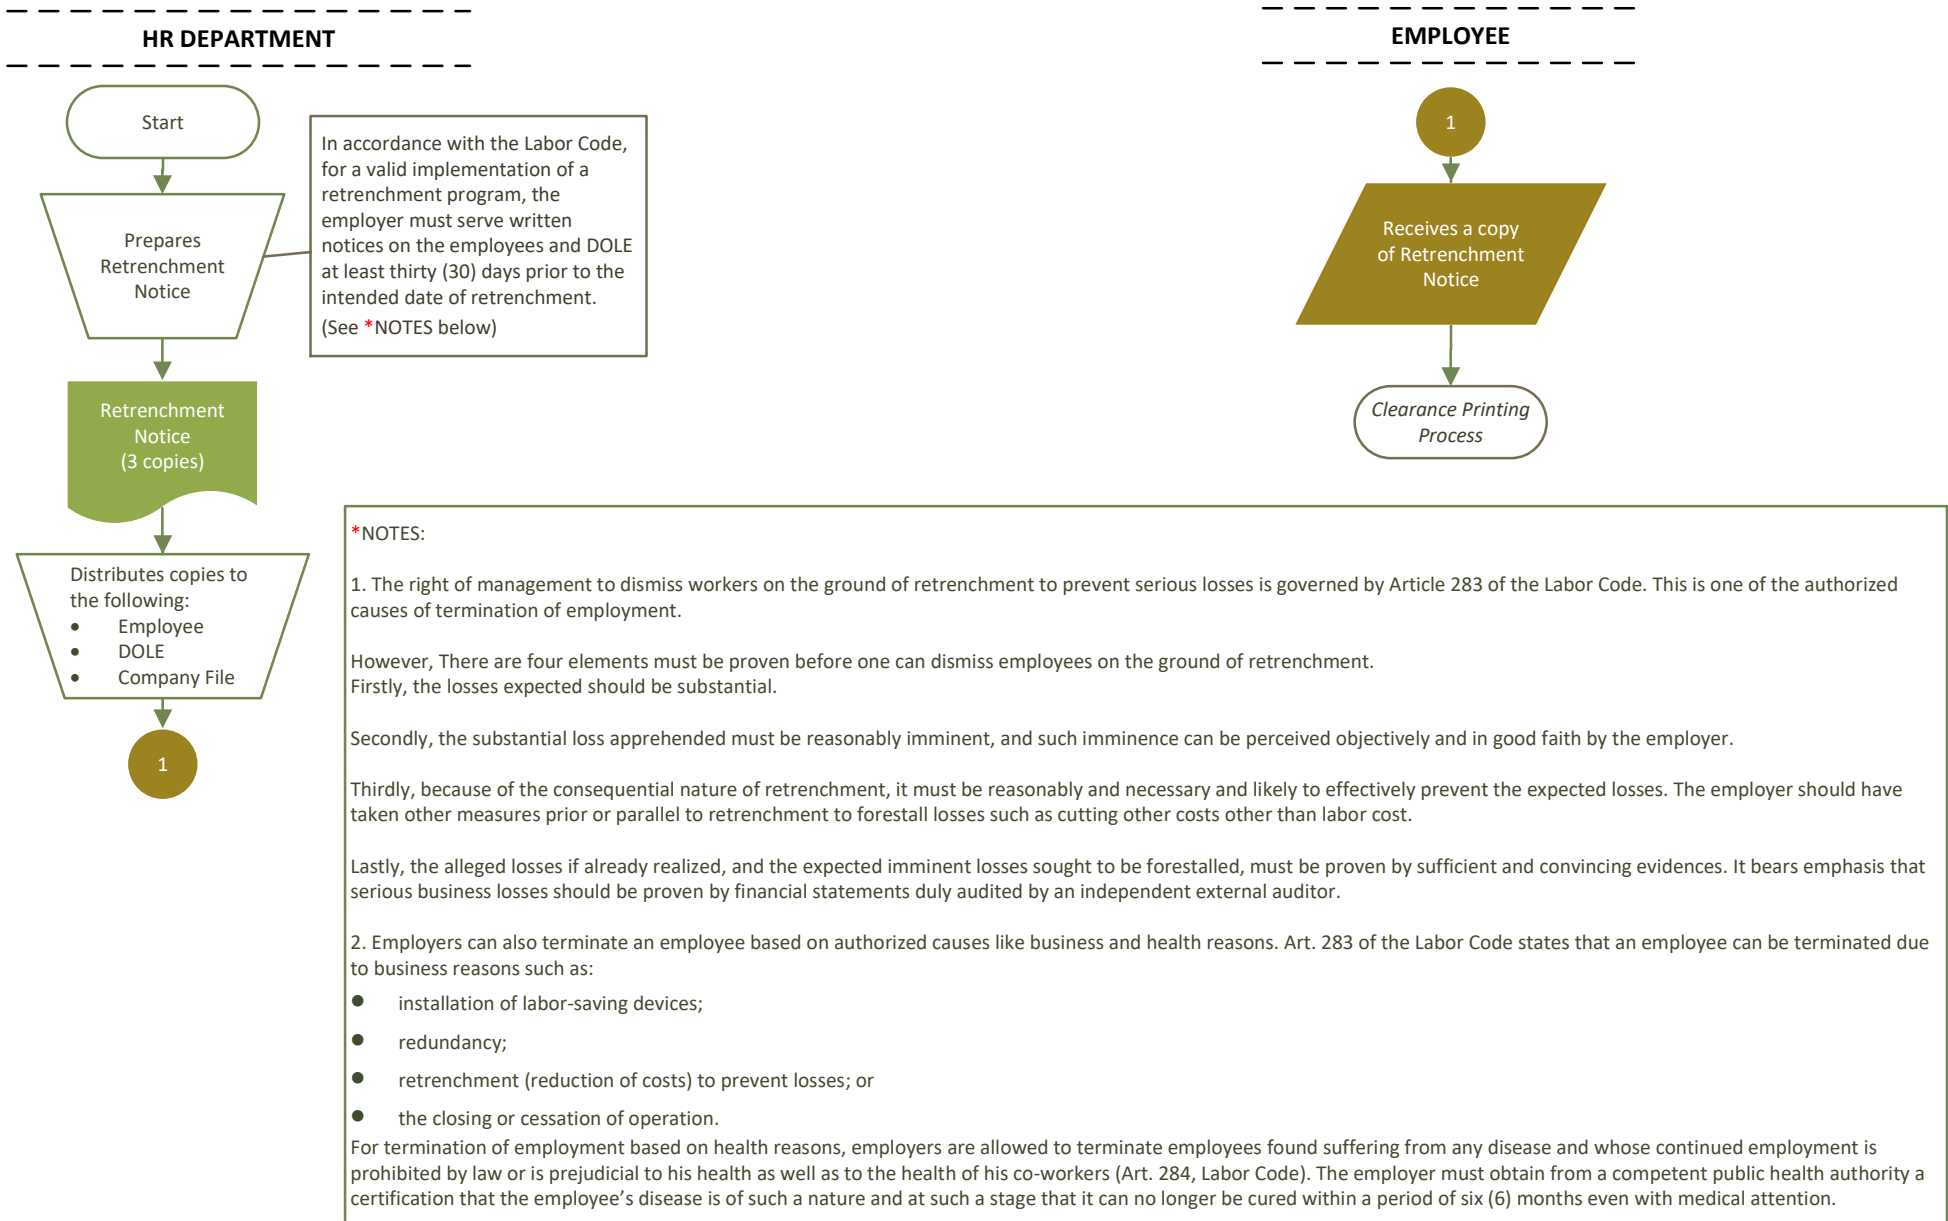 HR DEPARTMENT
Start
Prepares
Retrenchment
Notice
In accordance with the Labor Code,
for a valid implementation of a
retrenchment program, the
employer must serve written
notices on the employees and DOLE
at least thirty (30) days prior to the
intended date of retrenchment.
(See *NOTES below)
Retrenchment
Notice
(3 copies)
Distributes copies to
the following:
• Employee
• DOLE
• Company File
1
EMPLOYEE
1
Receives a copy
of Retrenchment
Notice
Clearance Printing
Process
*NOTES:
1. The right of management to dismiss workers on the ground of retrenchment to prevent serious losses is governed by Article 283 of the Labor Code. This is one of the authorized
causes of termination of employment.
However, There are four elements must be proven before one can dismiss employees on the ground of retrenchment.
Firstly, the losses expected should be substantial.
Secondly, the substantial loss apprehended must be reasonably imminent, and such imminence can be perceived objectively and in good faith by the employer.
Thirdly, because of the consequential nature of retrenchment, it must be reasonably and necessary and likely to effectively prevent the expected losses. The employer should have
taken other measures prior or parallel to retrenchment to forestall losses such as cutting other costs other than labor cost.
Lastly, the alleged losses if already realized, and the expected imminent losses sought to be forestalled, must be proven by sufficient and convincing evidences. It bears emphasis that
serious business losses should be proven by financial statements duly audited by an independent external auditor.
2. Employers can also terminate an employee based on authorized causes like business and health reasons. Art. 283 of the Labor Code states that an employee can be terminated due
to business reasons such as:
• installation of labor-saving devices;
• redundancy;
• retrenchment (reduction of costs) to prevent losses; or
• the closing or cessation of operation.
For termination of employment based on health reasons, employers are allowed to terminate employees found suffering from any disease and whose continued employment is
prohibited by law or is prejudicial to his health as well as to the health of his co-workers (Art. 284, Labor Code). The employer must obtain from a competent public health authority a
certification that the employee’s disease is of such a nature and at such a stage that it can no longer be cured within a period of six (6) months even with medical attention.